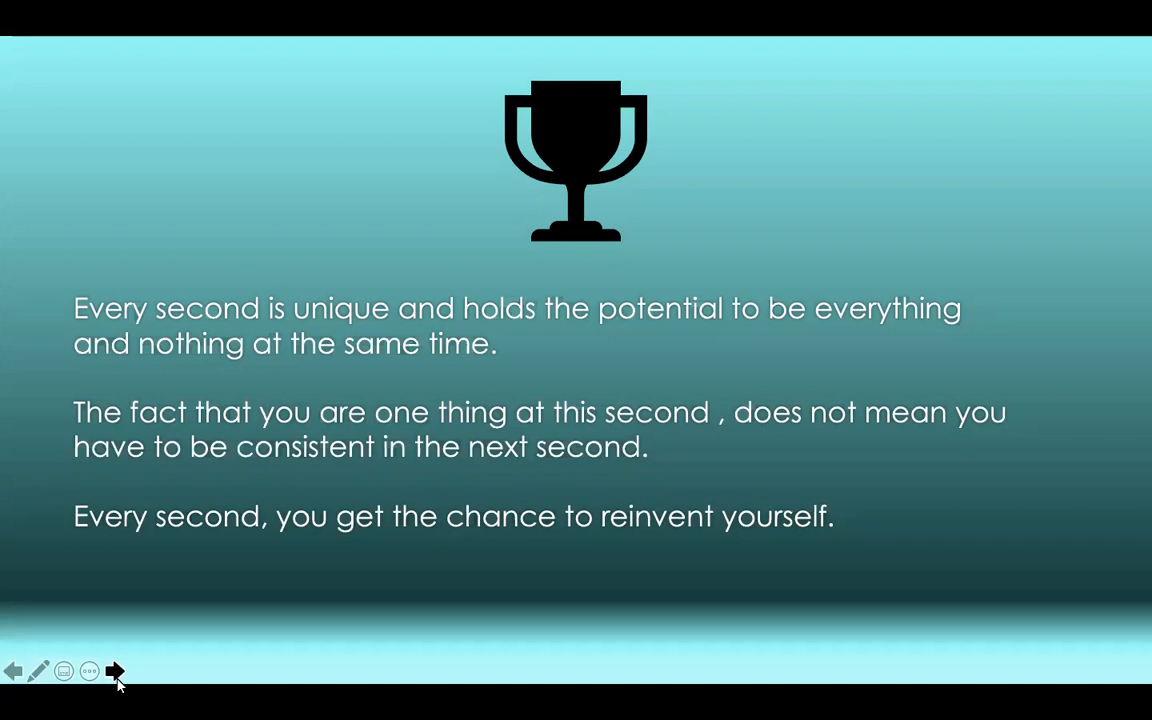 Every second is unique and holds the potential to be everything
and nothing at the same time.
The fact that you are one thing at this second , does not mean you
have to be consistent in the next second.
Every second, you get the chance to reinvent yourself.